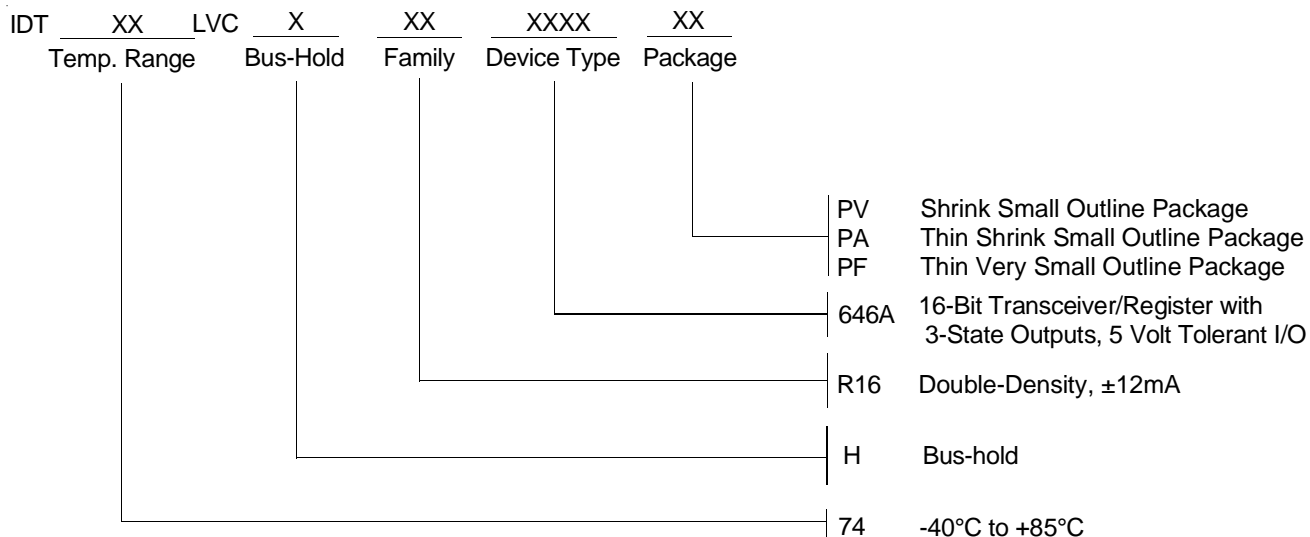 IDT XX LVC X XX XXXX XX
Temp. Range Bus-Hold Family Device Type Package
PV Shrink Small Outline Package
PA Thin Shrink Small Outline Package
PF Thin Very Small Outline Package
646A 16-Bit Transceiver/Register with
3-State Outputs, 5 Volt Tolerant I/O
R16 Double-Density, ±12mA
H Bus-hold
74 -40°C to +85°C